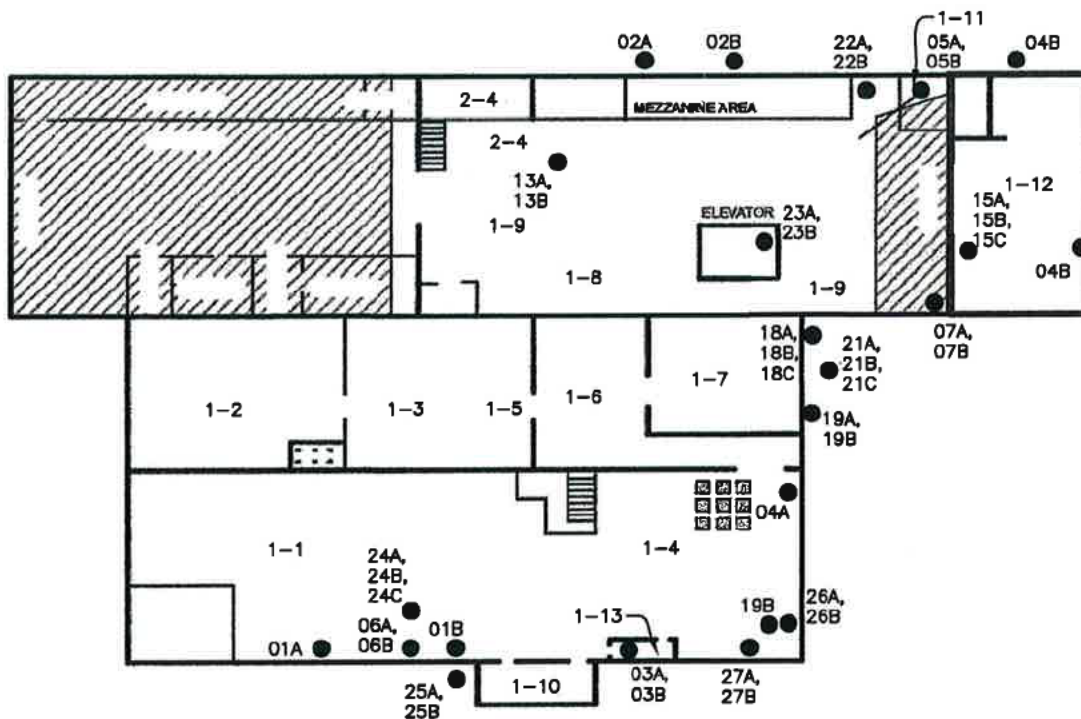 1-11
02A
02B
22A,
22B
05A,
05B
04B
2-4
MEZZANINE AREA
2-4
13A,
13B
1-9
ELEVATOR
23A,
23B
1-12
15A,
15B,
15C
04B
1-8
1-9
07A,
07B
18A,
18B,
18C
21A,
21B,
21C
1-2
1-3
1-5
1-6
1-7
19A,
19B
04A
1-1
1-4
24A,
24B,
24C
06A,
06B
01A
01B
1-13
19B
26A,
26B
25A,
25B
1-10
03A,
03B
27A,
27B